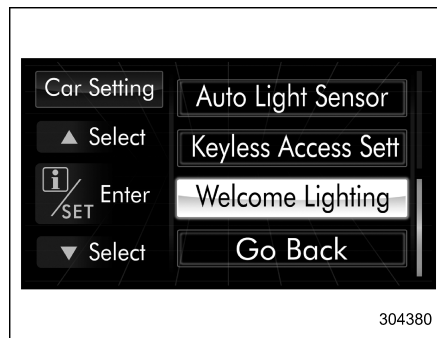 Car Setting
▲ Select
i/SET Enter
▼ Select
Auto Light Sensor
Keyless Access Sett
Welcome Lighting
Go Back
304380